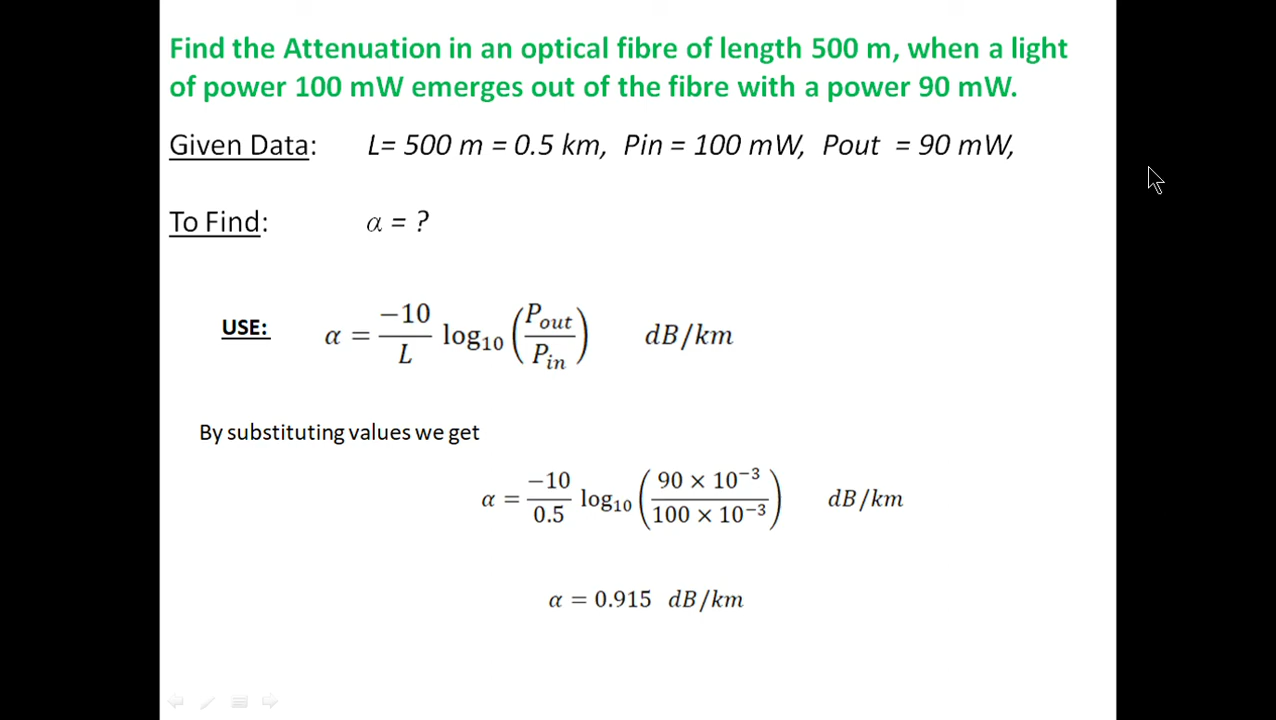 Find the Attenuation in an optical fibre of length 500 m, when a light
of power 100 mW emerges out of the fibre with a power 90 mW.
Given Data: L= 500 m = 0.5 km, Pin = 100 mW, Pout = 90 mW,
To Find: α = ?
USE: α = −10/L log₁₀ (P_out/P_in) dB/km
By substituting values we get
α = −10/0.5 log₁₀ (90 × 10⁻³/100 × 10⁻³) dB/km
α = 0.915 dB/km